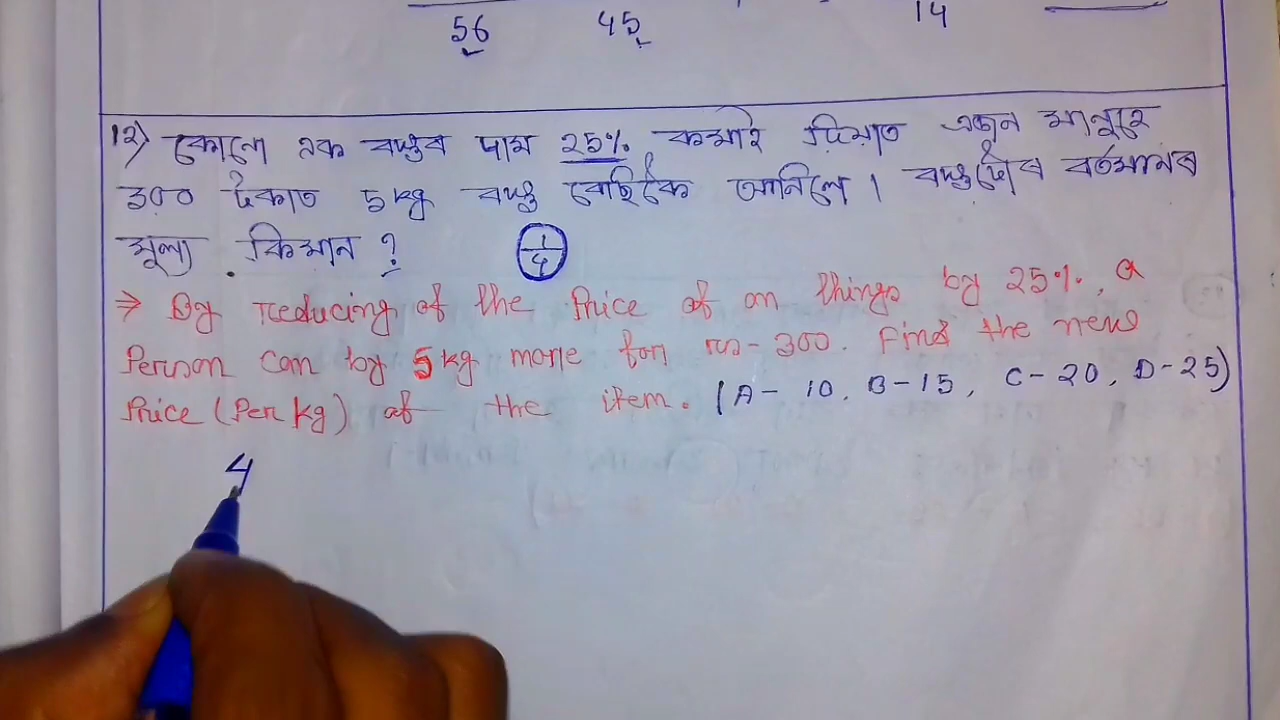 56 45 14
12) কোনো এক বস্তুৰ দাম 25% কমাই দিয়াত এজন মানুহে
300 টকাত 5kg বস্তু বেছিকৈ আনিলে। বস্তুটোৰ বৰ্তমানৰ
মূল্য কিমান ?
1/4
⇒ By reducing of the Price of an things by 25%, a
Person can by 5kg more for rs-300. Find the new
Price (Per kg) of the item. (A- 10, B-15, C-20, D-25)
4